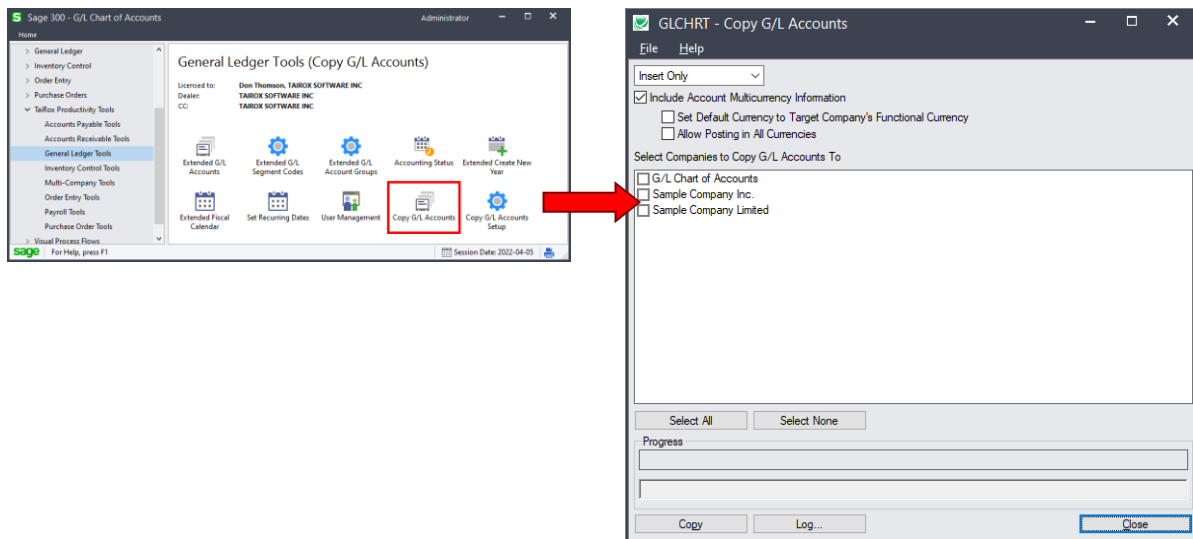 S Sage 300 - G/L Chart of Accounts
Administrator
Home
General Ledger
Inventory Control
Order Entry
Purchase Orders
TaiRox Productivity Tools
Accounts Payable Tools
Accounts Receivable Tools
General Ledger Tools
Inventory Control Tools
Multi-Company Tools
Order Entry Tools
Payroll Tools
Purchase Order Tools
Visual Process Flows
General Ledger Tools (Copy G/L Accounts)
Licensed to: Don Thomson, TAIROX SOFTWARE INC
Dealer: TAIROX SOFTWARE INC
CC: TAIROX SOFTWARE INC
Extended G/L
Accounts
Extended G/L
Segment Codes
Extended G/L
Account Groups
Accounting Status
Extended Create New
Year
Extended Fiscal
Calendar
Set Recurring Dates
User Management
Copy G/L Accounts
Copy G/L Accounts
Setup
sage For Help, press F1
Session Date: 2022-04-05
GLCHRT - Copy G/L Accounts
File Help
Insert Only
Include Account Multicurrency Information
Set Default Currency to Target Company's Functional Currency
Allow Posting in All Currencies
Select Companies to Copy G/L Accounts To
G/L Chart of Accounts
Sample Company Inc.
Sample Company Limited
Select All Select None
Progress
Copy Log... Close